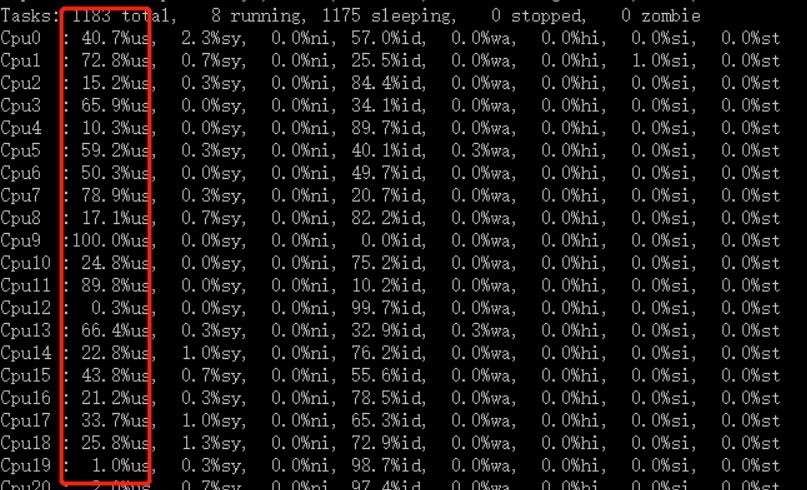 Tasks: 1183 total,   8 running, 1175 sleeping,   0 stopped,   0 zombie
Cpu0  : 40.7%us,  2.3%sy,  0.0%ni, 57.0%id,  0.0%wa,  0.0%hi,  0.0%si,  0.0%st
Cpu1  : 72.8%us,  0.7%sy,  0.0%ni, 25.5%id,  0.0%wa,  0.0%hi,  1.0%si,  0.0%st
Cpu2  : 15.2%us,  0.3%sy,  0.0%ni, 84.4%id,  0.0%wa,  0.0%hi,  0.0%si,  0.0%st
Cpu3  : 65.9%us,  0.0%sy,  0.0%ni, 34.1%id,  0.0%wa,  0.0%hi,  0.0%si,  0.0%st
Cpu4  : 10.3%us,  0.0%sy,  0.0%ni, 89.7%id,  0.0%wa,  0.0%hi,  0.0%si,  0.0%st
Cpu5  : 59.2%us,  0.3%sy,  0.0%ni, 40.1%id,  0.3%wa,  0.0%hi,  0.0%si,  0.0%st
Cpu6  : 50.3%us,  0.0%sy,  0.0%ni, 49.7%id,  0.0%wa,  0.0%hi,  0.0%si,  0.0%st
Cpu7  : 78.9%us,  0.3%sy,  0.0%ni, 20.7%id,  0.0%wa,  0.0%hi,  0.0%si,  0.0%st
Cpu8  : 17.1%us,  0.7%sy,  0.0%ni, 82.2%id,  0.0%wa,  0.0%hi,  0.0%si,  0.0%st
Cpu9  :100.0%us,  0.0%sy,  0.0%ni,  0.0%id,  0.0%wa,  0.0%hi,  0.0%si,  0.0%st
Cpu10 : 24.8%us,  0.0%sy,  0.0%ni, 75.2%id,  0.0%wa,  0.0%hi,  0.0%si,  0.0%st
Cpu11 : 89.8%us,  0.0%sy,  0.0%ni, 10.2%id,  0.0%wa,  0.0%hi,  0.0%si,  0.0%st
Cpu12 :  0.3%us,  0.0%sy,  0.0%ni, 99.7%id,  0.0%wa,  0.0%hi,  0.0%si,  0.0%st
Cpu13 : 66.4%us,  0.3%sy,  0.0%ni, 32.9%id,  0.3%wa,  0.0%hi,  0.0%si,  0.0%st
Cpu14 : 22.8%us,  1.0%sy,  0.0%ni, 76.2%id,  0.0%wa,  0.0%hi,  0.0%si,  0.0%st
Cpu15 : 43.8%us,  0.7%sy,  0.0%ni, 55.6%id,  0.0%wa,  0.0%hi,  0.0%si,  0.0%st
Cpu16 : 21.2%us,  0.3%sy,  0.0%ni, 78.5%id,  0.0%wa,  0.0%hi,  0.0%si,  0.0%st
Cpu17 : 33.7%us,  1.0%sy,  0.0%ni, 65.3%id,  0.0%wa,  0.0%hi,  0.0%si,  0.0%st
Cpu18 : 25.8%us,  1.3%sy,  0.0%ni, 72.9%id,  0.0%wa,  0.0%hi,  0.0%si,  0.0%st
Cpu19 :  1.0%us,  0.3%sy,  0.0%ni, 98.7%id,  0.0%wa,  0.0%hi,  0.0%si,  0.0%st